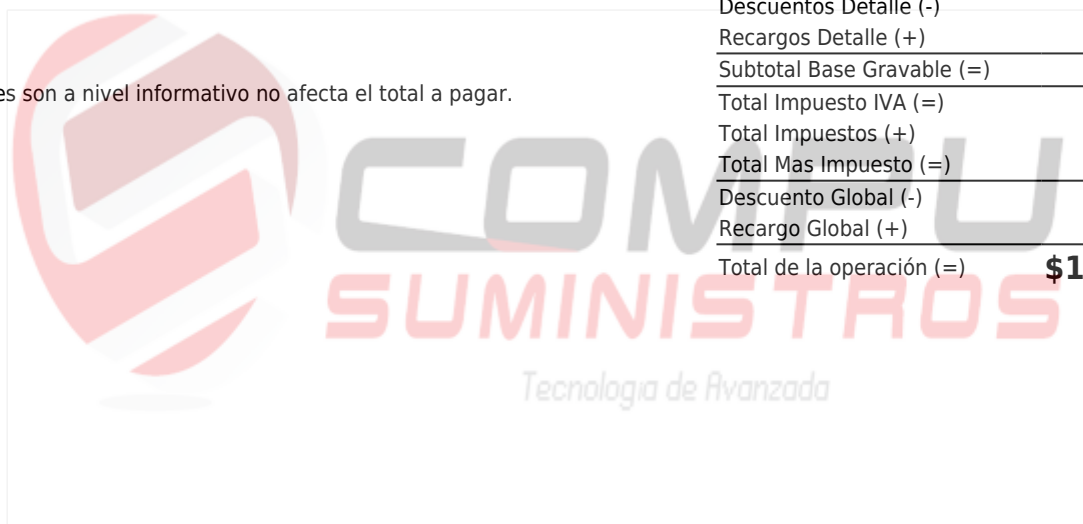 Descuentos Detalle (-)
Recargos Detalle (+)
Subtotal Base Gravable (=)
es son a nivel informativo no afecta el total a pagar.
Total Impuesto IVA (=)
Total Impuestos (+)
Total Mas Impuesto (=)
Descuento Global (-)
Recargo Global (+)
Total de la operación (=) $1
COMPU
SUMINISTROS
Tecnologia de Avanzada